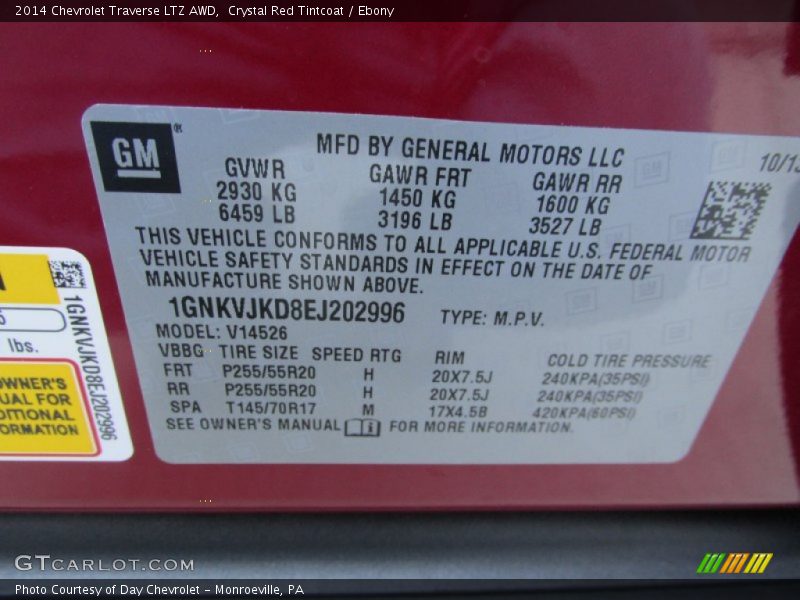 2014 Chevrolet Traverse LTZ AWD,  Crystal Red Tintcoat / Ebony
GM
®
MFD BY GENERAL MOTORS LLC
10/13
GVWR GAWR FRT GAWR RR
2930 KG 1450 KG 1600 KG
6459 LB 3196 LB 3527 LB
THIS VEHICLE CONFORMS TO ALL APPLICABLE U.S. FEDERAL MOTOR
VEHICLE SAFETY STANDARDS IN EFFECT ON THE DATE OF
MANUFACTURE SHOWN ABOVE.
1GNKVJKD8EJ202996 TYPE: M.P.V.
MODEL: V14526
VBBG TIRE SIZE SPEED RTG RIM COLD TIRE PRESSURE
FRT P255/55R20 H 20X7.5J 240KPA(35PSI)
RR P255/55R20 H 20X7.5J 240KPA(35PSI)
SPA T145/70R17 M 17X4.5B 420KPA(60PSI)
SEE OWNER'S MANUAL i FOR MORE INFORMATION.
lbs.
OWNER'S
UAL FOR
DITIONAL
ORMATION
1GNKVJKD8EJ202996
GTCARLOT.COM
Photo Courtesy of Day Chevrolet – Monroeville, PA